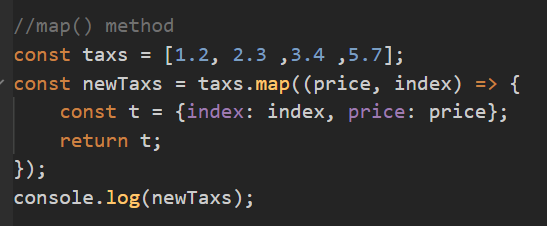 //map() method
const taxs = [1.2, 2.3 ,3.4 ,5.7];
const newTaxs = taxs.map((price, index) => {
    const t = {index: index, price: price};
    return t;
});
console.log(newTaxs);